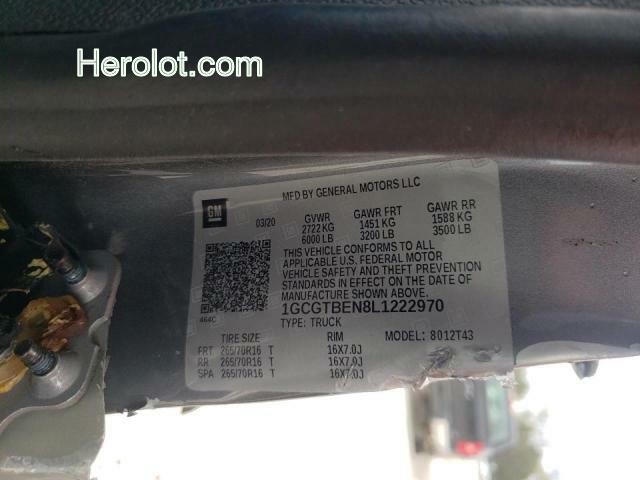 Herolot.com
MFD BY GENERAL MOTORS LLC
GM
03/20 GVWR GAWR FRT GAWR RR
2722 KG 1451 KG 1588 KG
6000 LB 3200 LB 3500 LB
THIS VEHICLE CONFORMS TO ALL
APPLICABLE U.S. FEDERAL MOTOR
VEHICLE SAFETY AND THEFT PREVENTION
STANDARDS IN EFFECT ON THE DATE OF
MANUFACTURE SHOWN ABOVE.
464C 1GCGTBEN8L1222970
TYPE: TRUCK
TIRE SIZE RIM MODEL: 8012T43
FRT 265/70R16 T 16X7.0J
RR 265/70R16 T 16X7.0J
SPA 265/70R16 T 16X7.0J